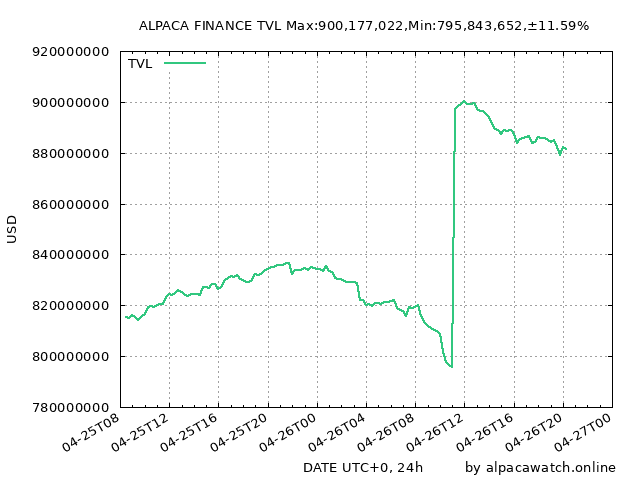 ALPACA FINANCE TVL Max:900,177,022,Min:795,843,652,±11.59%
920000000
TVL
900000000
880000000
860000000
USD
840000000
820000000
800000000
780000000
04-25T08 04-25T12 04-25T16 04-25T20 04-26T00 04-26T04 04-26T08 04-26T12 04-26T16 04-26T20 04-27T00
DATE UTC+0, 24h by alpacawatch.online